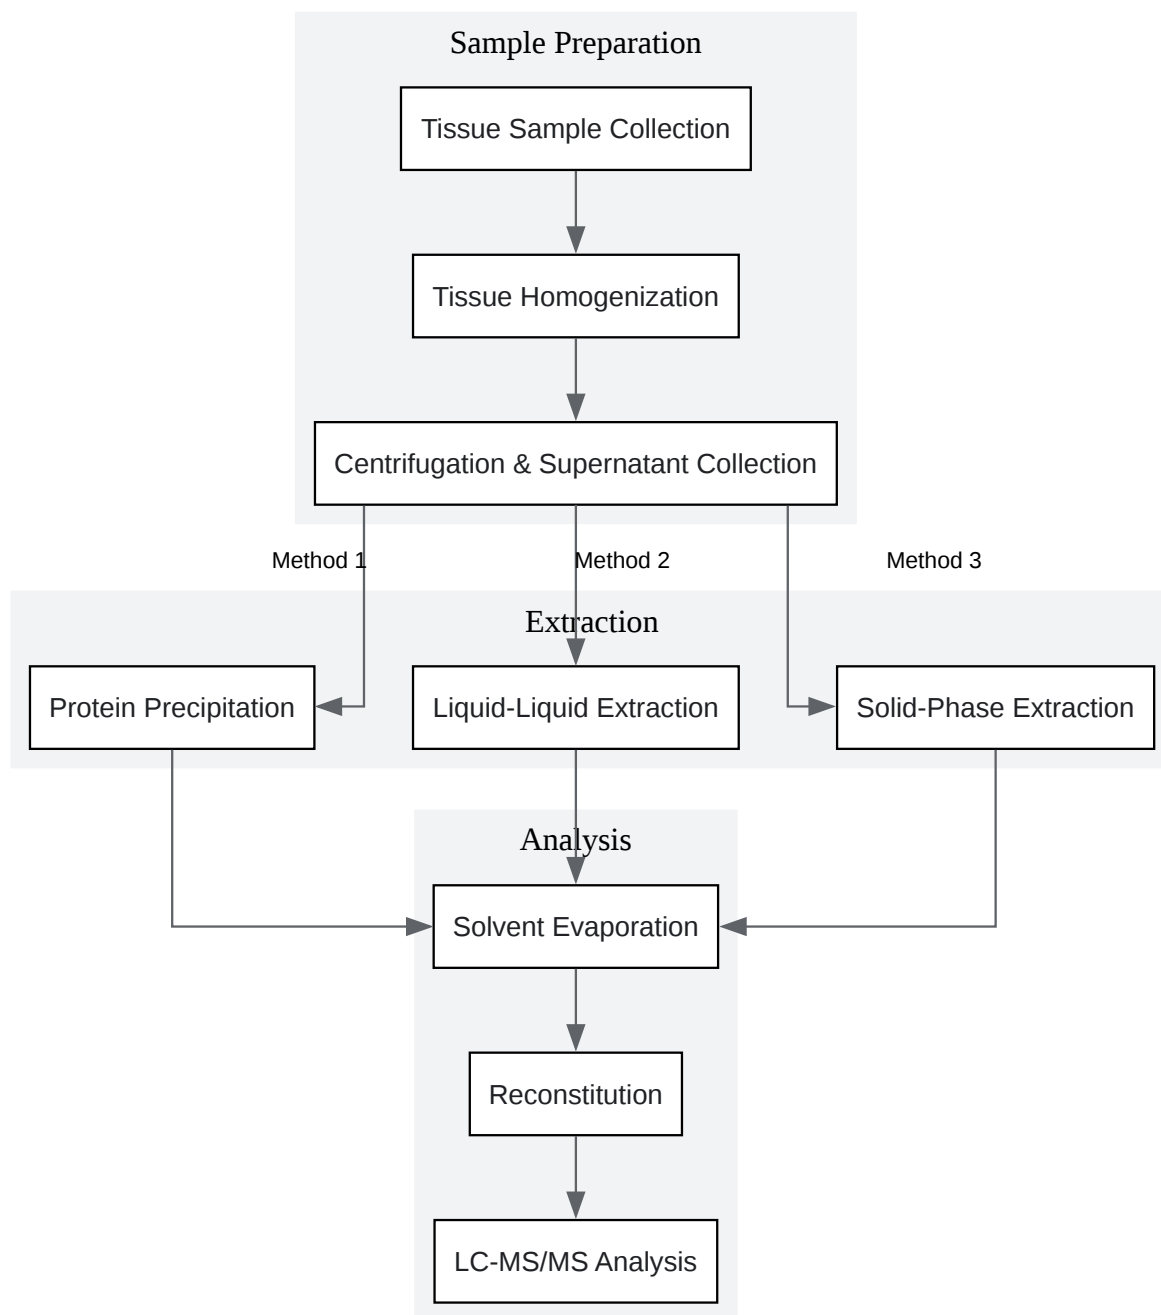 Sample Preparation
Tissue Sample Collection
Tissue Homogenization
Centrifugation & Supernatant Collection
Method 1
Method 2
Method 3
Extraction
Protein Precipitation
Liquid-Liquid Extraction
Solid-Phase Extraction
Analysis
Solvent Evaporation
Reconstitution
LC-MS/MS Analysis